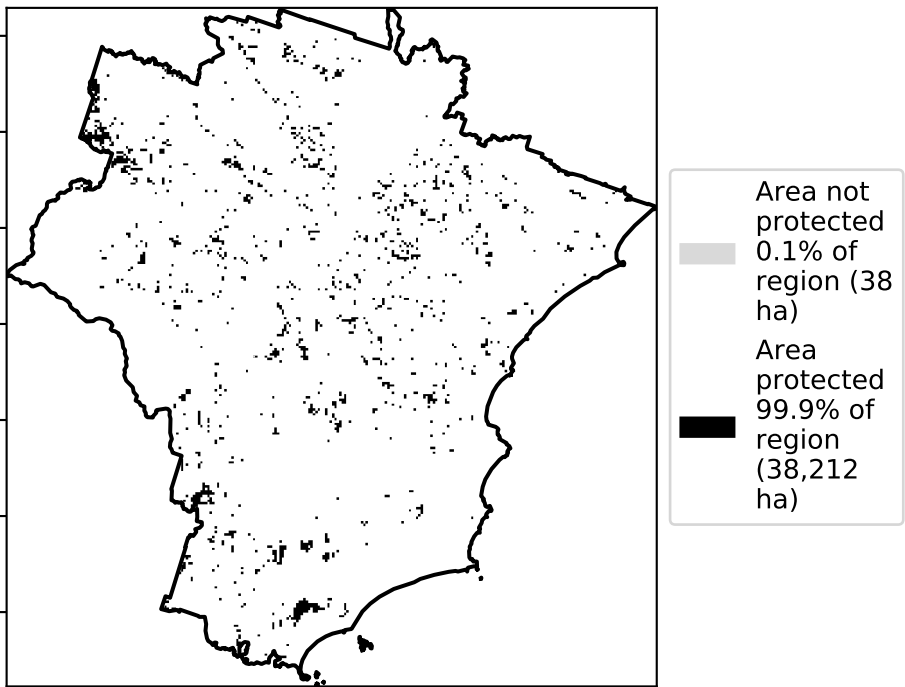 Area not
protected
0.1% of
region (38
ha)
Area
protected
99.9% of
region
(38,212
ha)